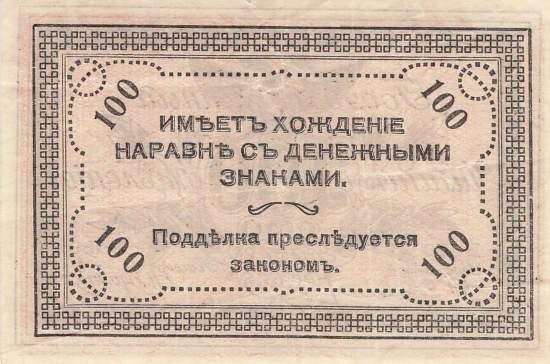 100 100
ИМѢЕТЪ ХОЖДЕНІЕ
НАРАВНѢ СЪ ДЕНЕЖНЫМИ
ЗНАКАМИ.
Поддѣлка преслѣдуется
закономъ.
100 100